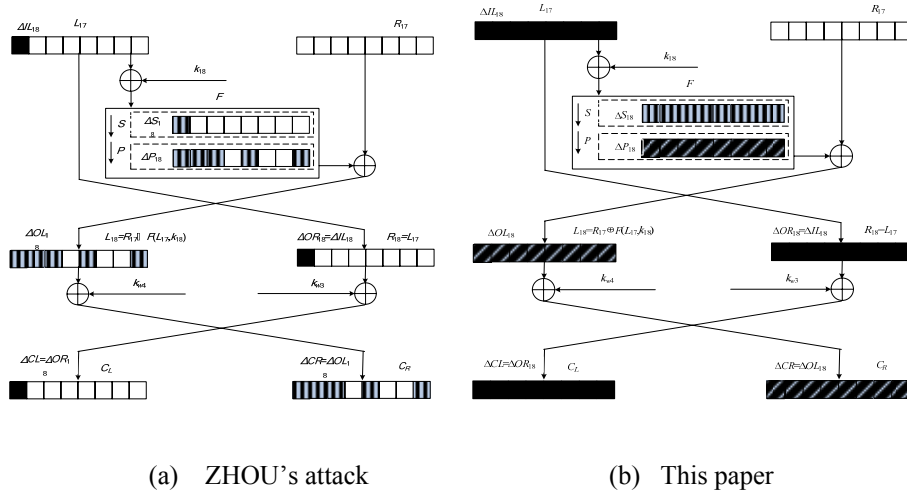 ΔIL18 L17 R17
k18
F
S ΔS18
P ΔP18
ΔOL18 L18=R17⊕ F(L17,k18) ΔOR18=ΔIL18 R18=L17
kw4 kw3
ΔCL=ΔOR18 CL ΔCR=ΔOL18 CR
(a) ZHOU's attack
ΔIL18 L17 R17
k18
F
S ΔS18
P ΔP18
ΔOL18 L18=R17⊕F(L17,k18) ΔOR18=ΔIL18 R18=L17
kw4 kw3
ΔCL=ΔOR18 CL ΔCR=ΔOL18 CR
(b) This paper